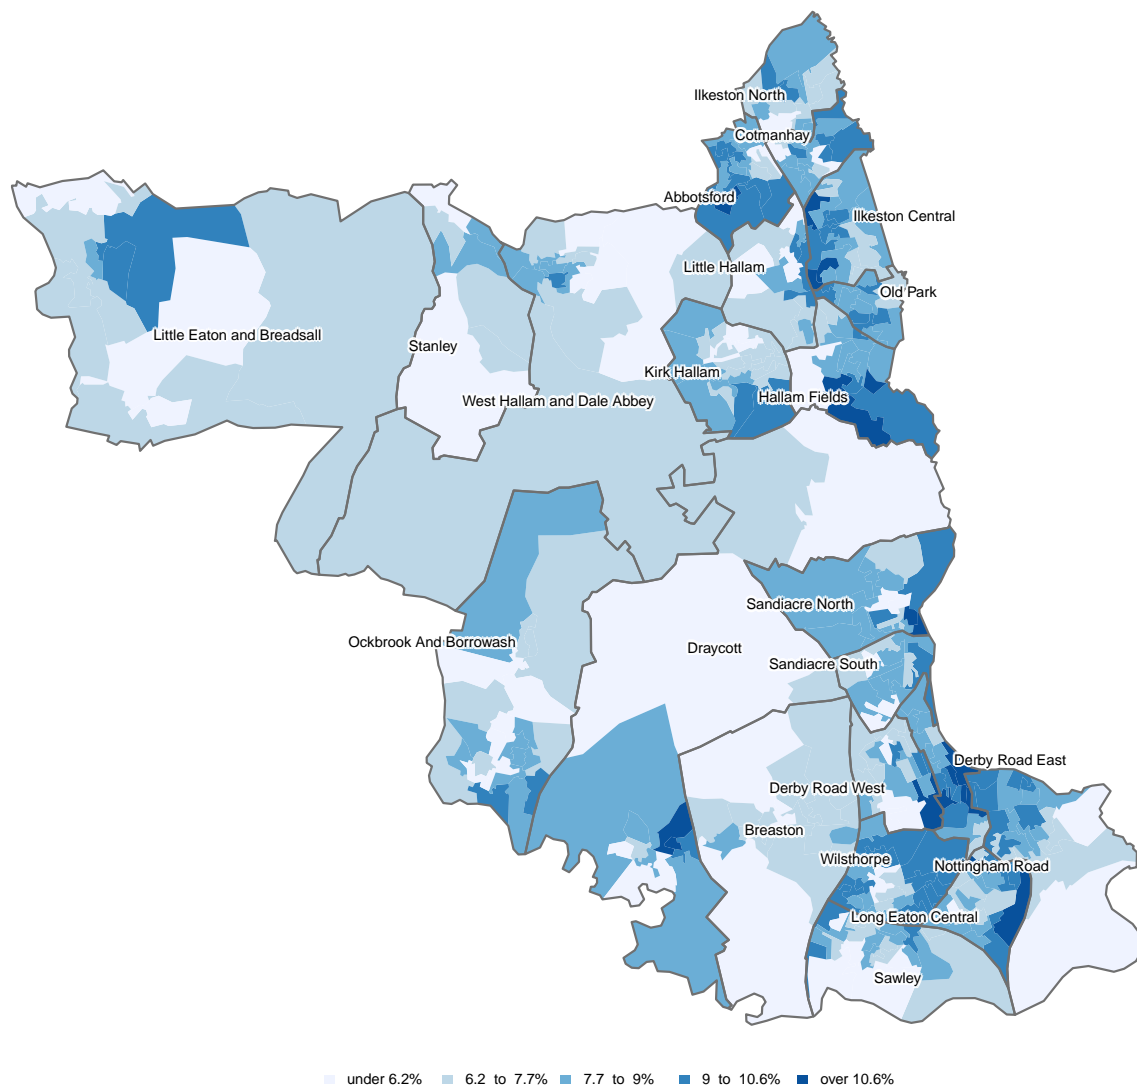 Ilkeston North
Cotmanhay
Abbotsford
Ilkeston Central
Little Hallam
Old Park
Little Eaton and Breadsall
Stanley
Kirk Hallam
West Hallam and Dale Abbey
Hallam Fields
Sandiacre North
Ockbrook And Borrowash
Draycott
Sandiacre South
Derby Road East
Derby Road West
Breaston
Wilsthorpe
Nottingham Road
Long Eaton Central
Sawley
under 6.2% 6.2 to 7.7% 7.7 to 9% 9 to 10.6% over 10.6%